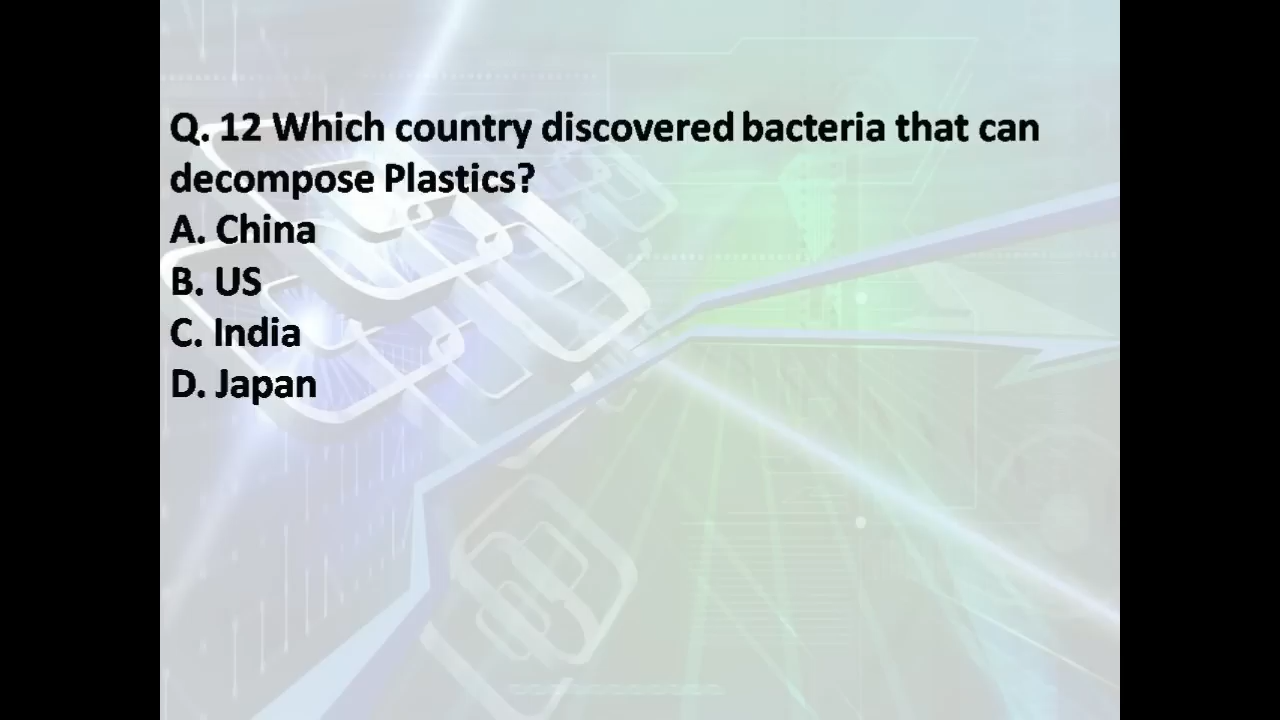 Q. 12 Which country discovered bacteria that can
decompose Plastics?
A. China
B. US
C. India
D. Japan